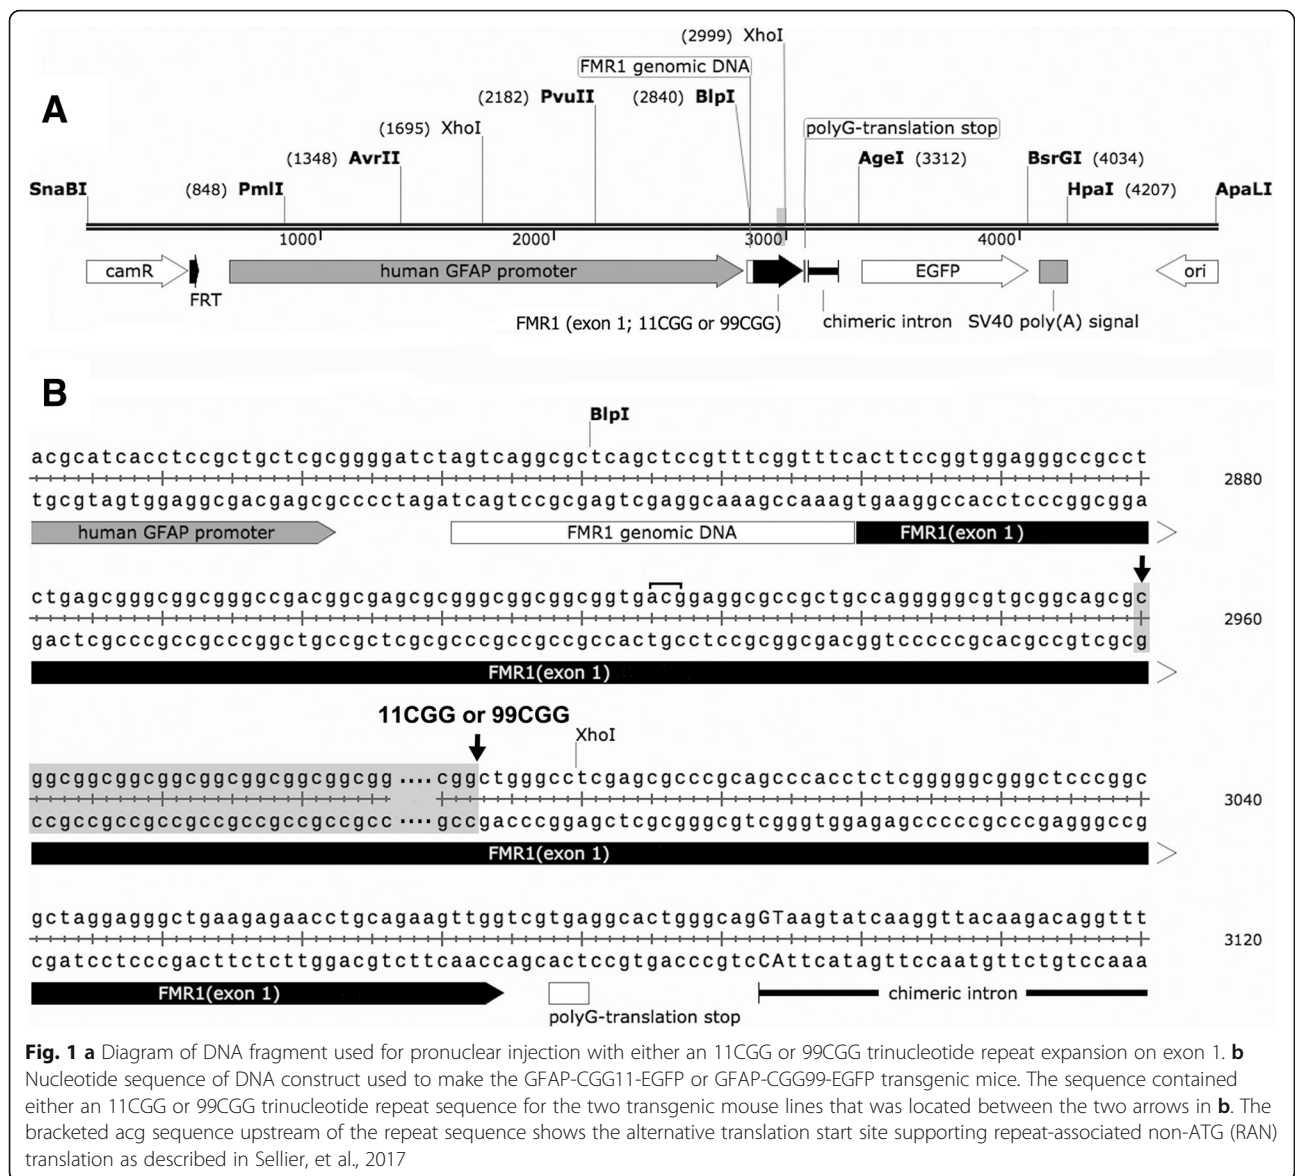 A
(2999) XhoI
FMR1 genomic DNA
(2182) PvuII (2840) BlpI
(1695) XhoI polyG-translation stop
(1348) AvrII AgeI (3312) BsrGI (4034)
SnaBI (848) PmlI HpaI (4207) ApaLI
1000 2000 3000 4000
camR human GFAP promoter EGFP ori
FRT
FMR1 (exon 1; 11CGG or 99CGG) chimeric intron SV40 poly(A) signal
B
BlpI
acgcatcacctccgctgctcgcggggatctagtcaggcgctcagctccgtttcggtttcacttccggtggagggccgcct
2880
tgcgtagtggaggcgacgagcgcccctagatcagtccgcgagtcgaggcaaagccaaagtgaaggccacctcccggcgga
human GFAP promoter FMR1 genomic DNA FMR1(exon 1)
ctgagcgggcggcgggccgacggcgagcgcgggcggcggcggtgacggaggcgccgctgccagggggcgtgcggcagcgc
2960
gactcgcccgccgcccggctgccgctcgcgcccgccgccgccactgcctccgcggcgacggtcccccgcacgccgtcgcg
FMR1(exon 1)
11CGG or 99CGG
XhoI
ggcggcggcggcggcggcggcggcgg ···· cggctgggcctcgagcgcccgcagcccacctctcgggggcgggctcccggc
3040
ccgccgccgccgccgccgccgccgcc ···· gccgacccggagctcgcgggcgtcgggtggagagcccccgcccgagggccg
FMR1(exon 1)
gctaggagggctgaagagaacctgcagaagttggtcgtgaggcactgggcagGTaagtatcaaggttacaagacaggttt
3120
cgatcctcccgacttctcttggacgtcttcaaccagcactccgtgacccgtcCAttcatagttccaatgttctgtccaaa
FMR1(exon 1) chimeric intron
polyG-translation stop
Fig. 1 a Diagram of DNA fragment used for pronuclear injection with either an 11CGG or 99CGG trinucleotide repeat expansion on exon 1. b
Nucleotide sequence of DNA construct used to make the GFAP-CGG11-EGFP or GFAP-CGG99-EGFP transgenic mice. The sequence contained
either an 11CGG or 99CGG trinucleotide repeat sequence for the two transgenic mouse lines that was located between the two arrows in b. The
bracketed acg sequence upstream of the repeat sequence shows the alternative translation start site supporting repeat-associated non-ATG (RAN)
translation as described in Sellier, et al., 2017